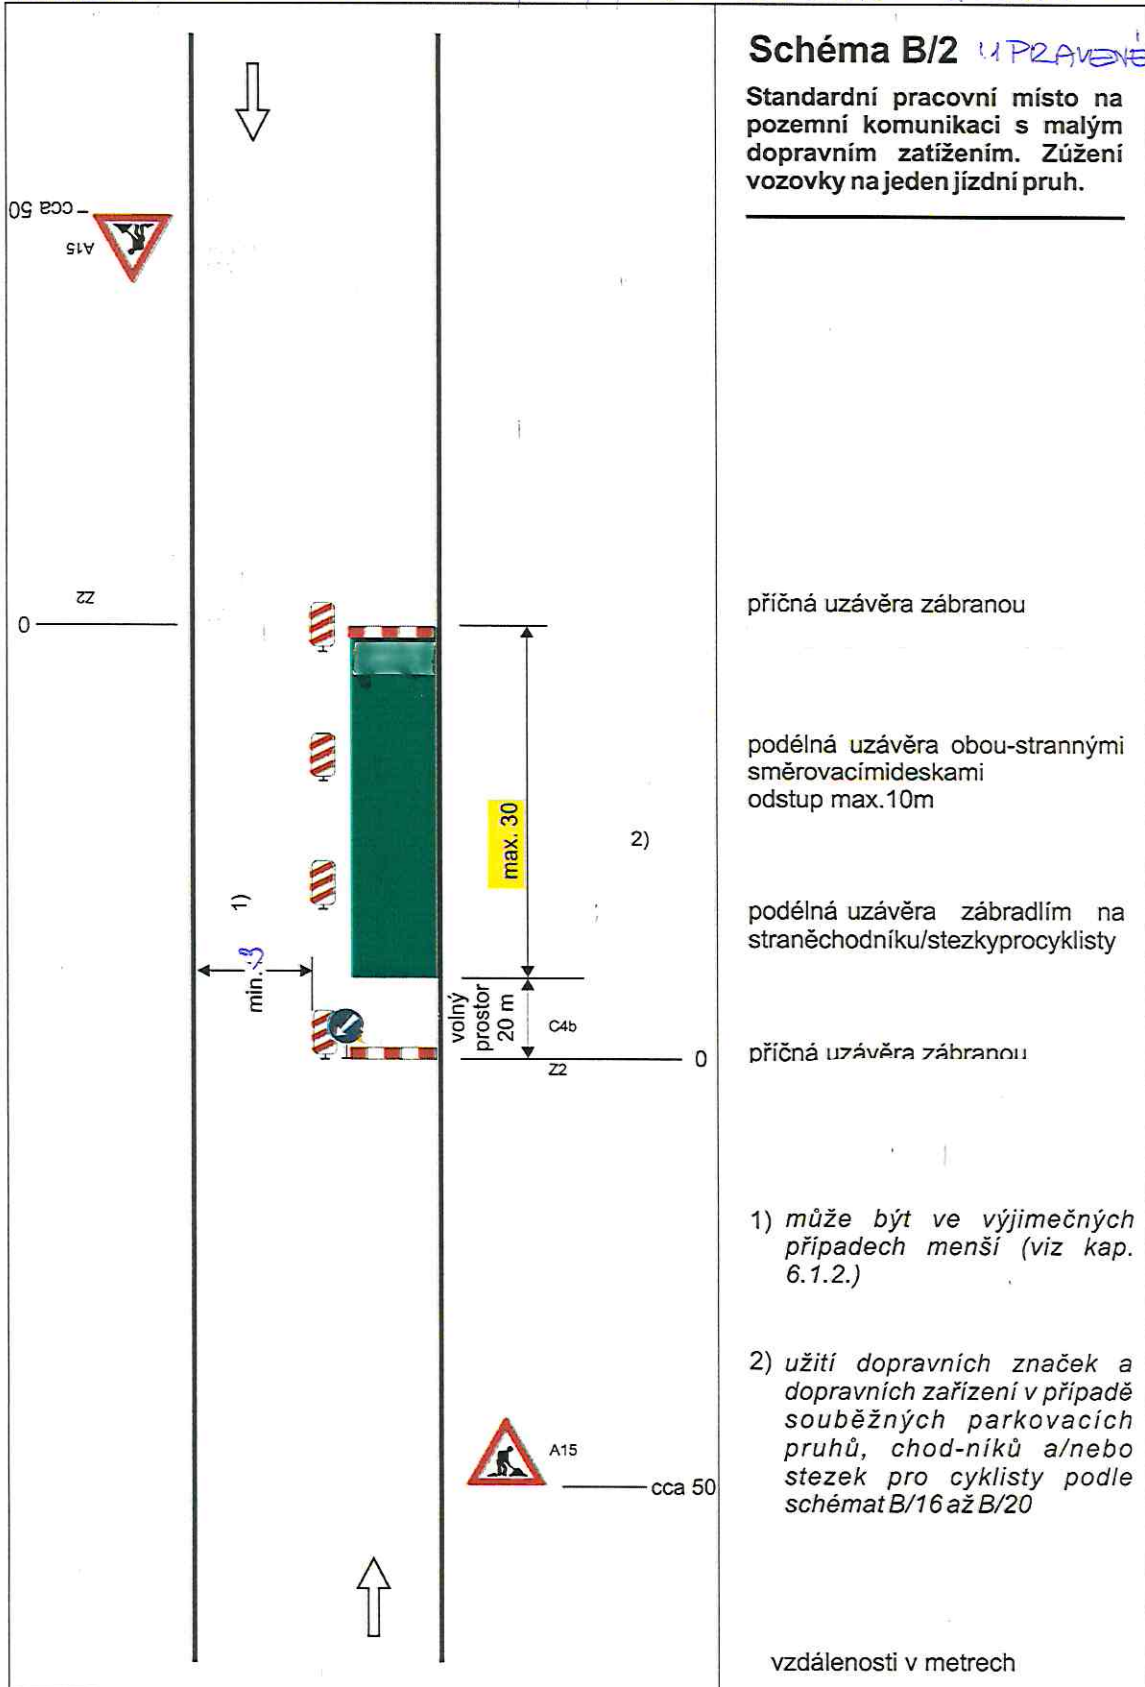 Schéma B/2 UPRAVENÉ
Standardní pracovní místo na
pozemní komunikaci s malým
dopravním zatížením. Zúžení
vozovky na jeden jízdní pruh.
cca 50
A15
Z2
0
příčná uzávěra zábranou
podélná uzávěra obou-strannými
směrovacímideskami
odstup max.10m
max. 30
2)
podélná uzávěra zábradlím na
straněchodníku/stezkyprocyklisty
1)
min. 3
volný
prostor
20 m
C4b
Z2
0
příčná uzávěra zábranou
1) může být ve výjimečných
případech menší (viz kap.
6.1.2.)
2) užití dopravních značek a
dopravních zařízení v případě
souběžných parkovacích
pruhů, chod-níků a/nebo
stezek pro cyklisty podle
schémat B/16 až B/20
A15
cca 50
vzdálenosti v metrech